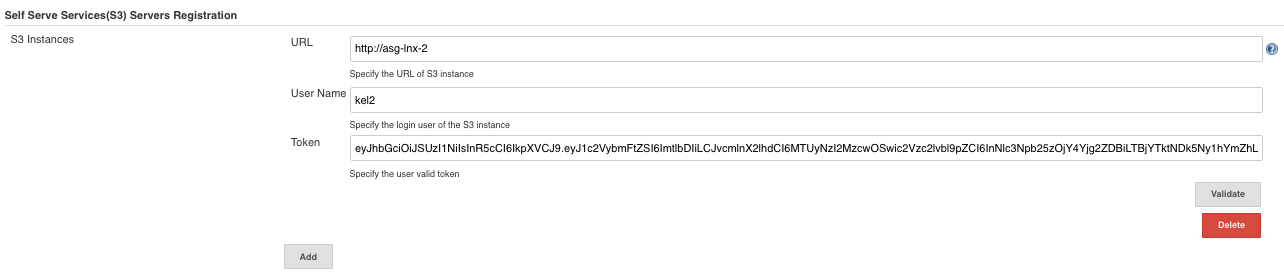 Self Serve Services(S3) Servers Registration
S3 Instances
URL
http://asg-lnx-2
Specify the URL of S3 instance
User Name
kel2
Specify the login user of the S3 instance
Token
eyJhbGciOiJSUzI1NiIsInR5cCI6IkpXVCJ9.eyJ1c2VybmFtZSI6ImtlbDIiLCJvcmlnX2lhdCI6MTUyNzI2MzcwOSwic2Vzc2lvbl9pZCI6InNlc3Npb25zOjY4Yjg2ZDBiLTBjYTktNDk5Ny1hYmZhL
Specify the user valid token
Validate
Delete
Add